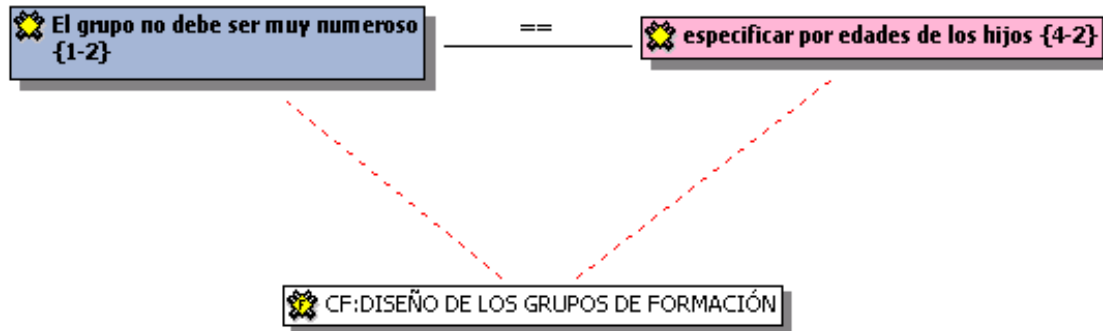 El grupo no debe ser muy numeroso
{1-2}
==
especificar por edades de los hijos {4-2}
CF:DISEÑO DE LOS GRUPOS DE FORMACIÓN